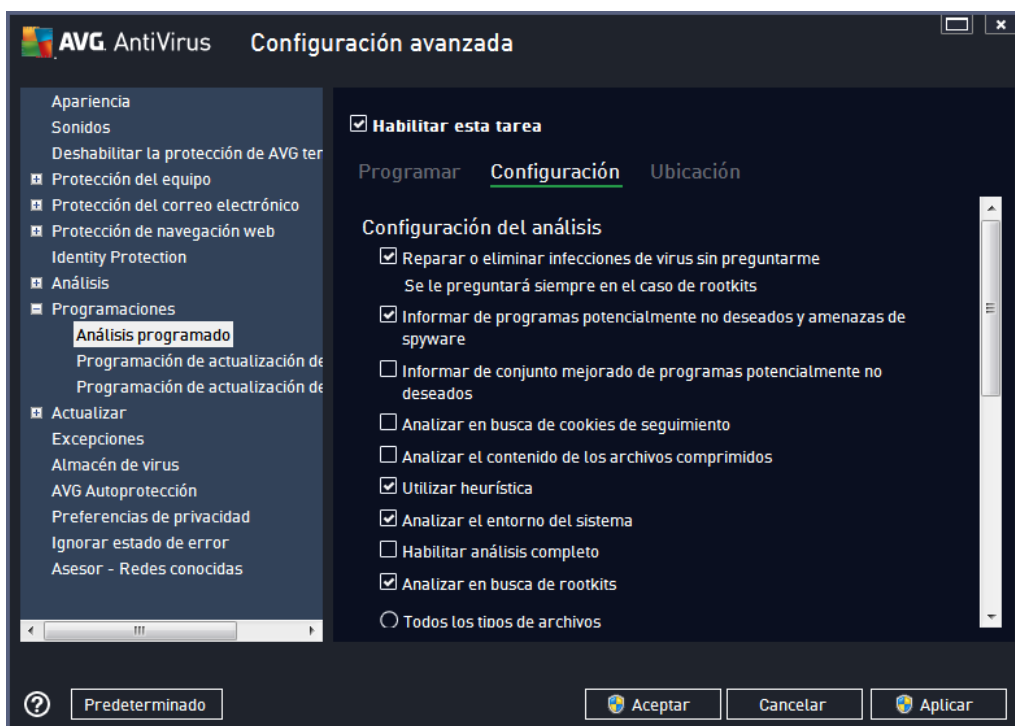 AVG. AntiVirus Configuración avanzada
Apariencia
Sonidos
Deshabilitar la protección de AVG ter
Protección del equipo
Protección del correo electrónico
Protección de navegación web
Identity Protection
Análisis
Programaciones
Análisis programado
Programación de actualización de
Programación de actualización de
Actualizar
Excepciones
Almacén de virus
AVG Autoprotección
Preferencias de privacidad
Ignorar estado de error
Asesor - Redes conocidas
Habilitar esta tarea
Programar Configuración Ubicación
Configuración del análisis
Reparar o eliminar infecciones de virus sin preguntarme
Se le preguntará siempre en el caso de rootkits
Informar de programas potencialmente no deseados y amenazas de
spyware
Informar de conjunto mejorado de programas potencialmente no
deseados
Analizar en busca de cookies de seguimiento
Analizar el contenido de los archivos comprimidos
Utilizar heurística
Analizar el entorno del sistema
Habilitar análisis completo
Analizar en busca de rootkits
Todos los tipos de archivos
? Predeterminado Aceptar Cancelar Aplicar